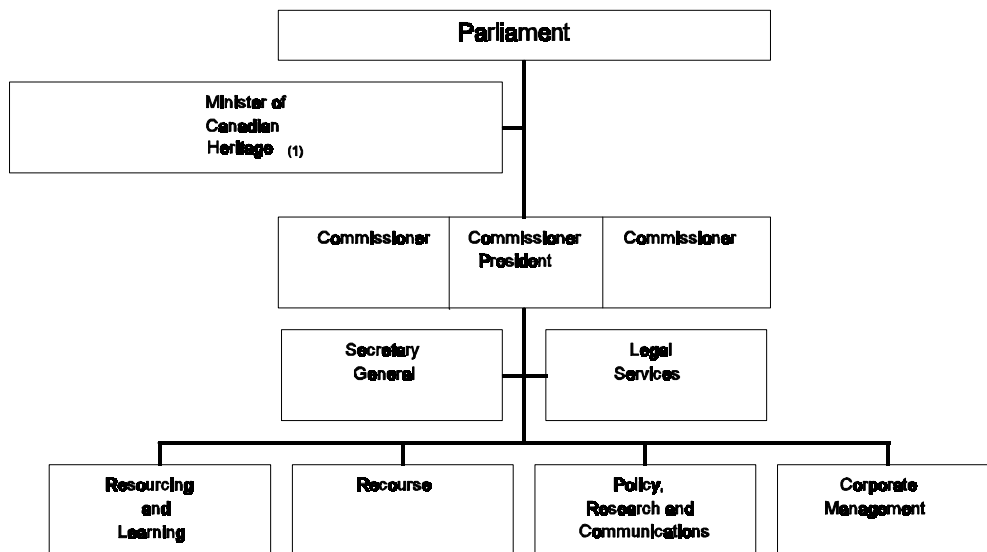 Parliament
Minister of
Canadian
Heritage (1)
Commissioner
Commissioner
President
Commissioner
Secretary
General
Legal
Services
Resourcing
and
Learning
Recourse
Policy,
Research and
Communications
Corporate
Management